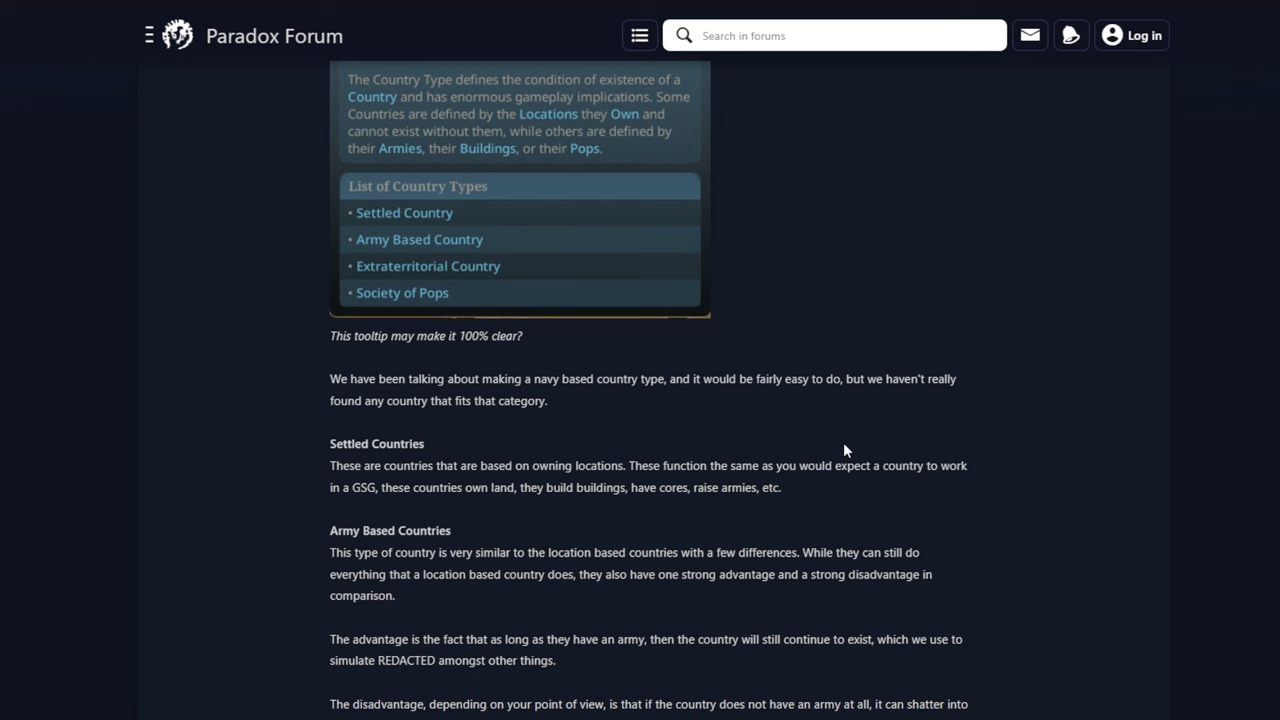 Paradox Forum
Search in forums
Log in
The Country Type defines the condition of existence of a
Country and has enormous gameplay implications. Some
Countries are defined by the Locations they Own and
cannot exist without them, while others are defined by
their Armies, their Buildings, or their Pops.
List of Country Types
• Settled Country
• Army Based Country
• Extraterritorial Country
• Society of Pops
This tooltip may make it 100% clear?
We have been talking about making a navy based country type, and it would be fairly easy to do, but we haven't really
found any country that fits that category.
Settled Countries
These are countries that are based on owning locations. These function the same as you would expect a country to work
in a GSG, these countries own land, they build buildings, have cores, raise armies, etc.
Army Based Countries
This type of country is very similar to the location based countries with a few differences. While they can still do
everything that a location based country does, they also have one strong advantage and a strong disadvantage in
comparison.
The advantage is the fact that as long as they have an army, then the country will still continue to exist, which we use to
simulate REDACTED amongst other things.
The disadvantage, depending on your point of view, is that if the country does not have an army at all, it can shatter into